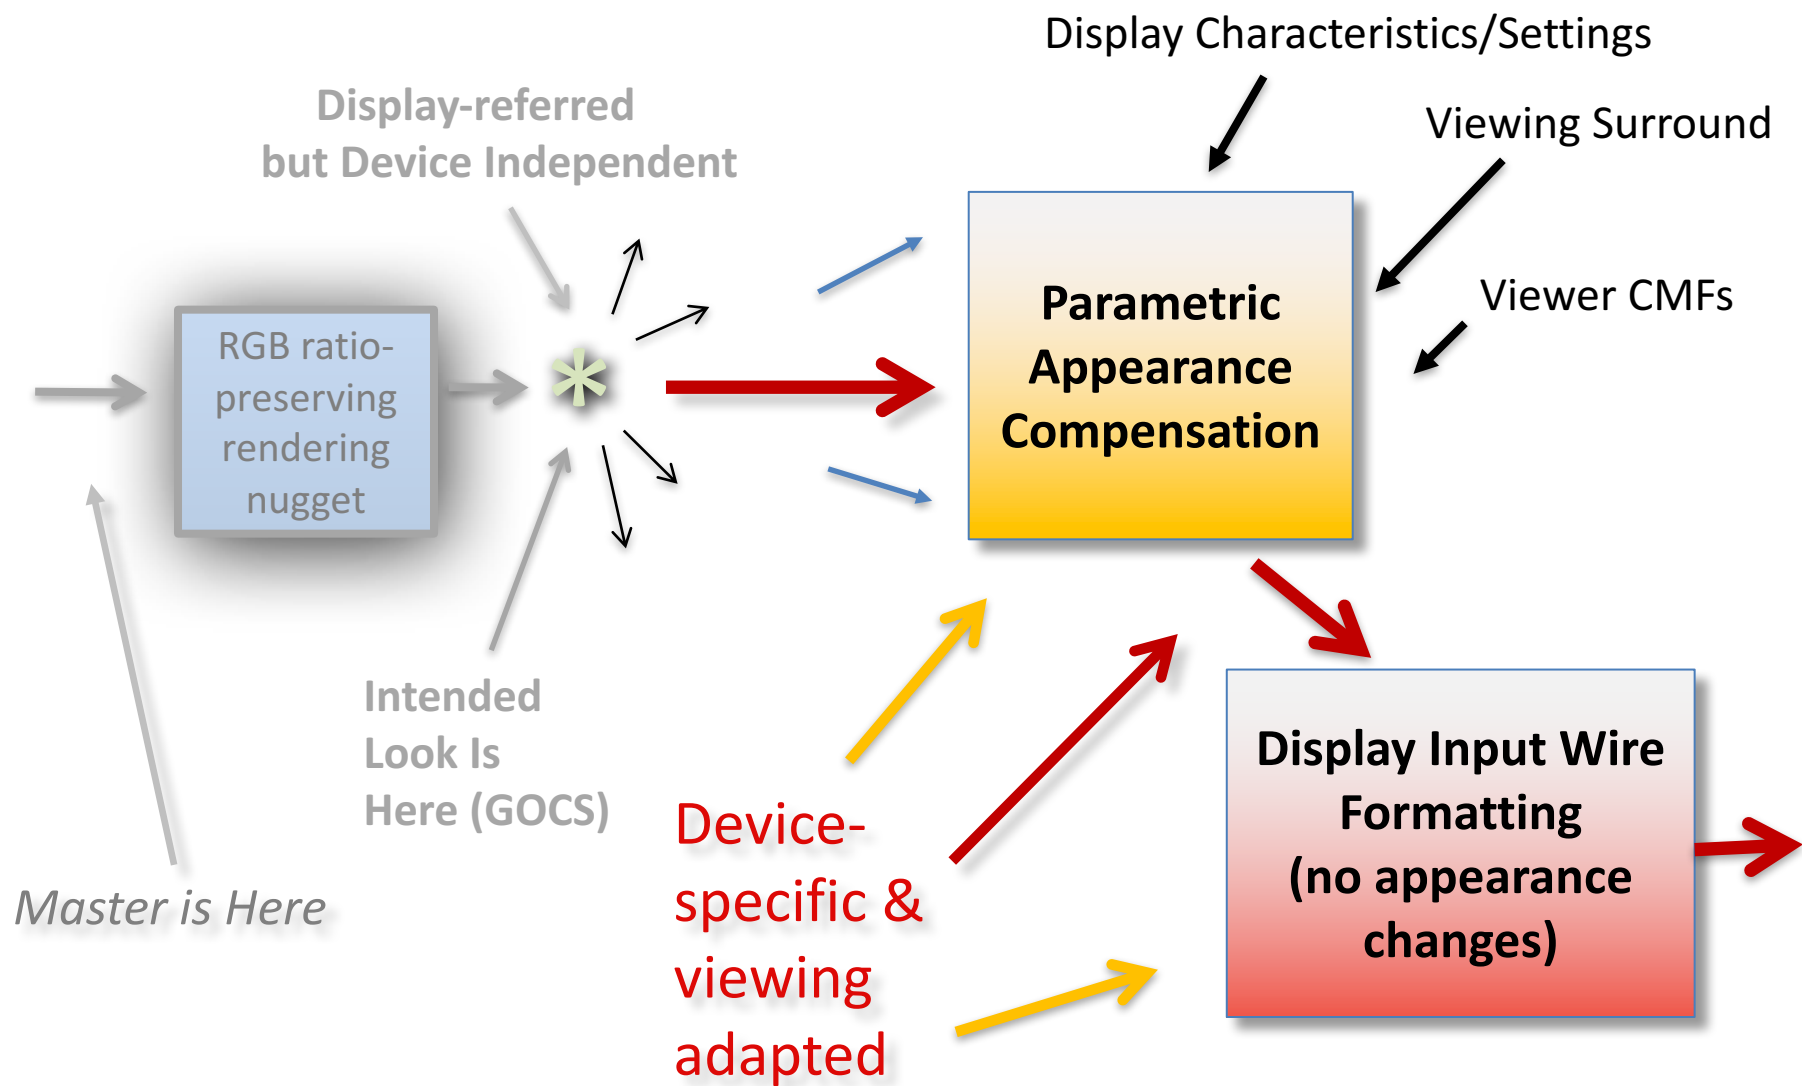 Display Characteristics/Settings
Display-referred
but Device Independent
Viewing Surround
Viewer CMFs
RGB ratio-
preserving
rendering
nugget
*
Parametric
Appearance
Compensation
Intended
Look Is
Here (GOCS)
Master is Here
Device-
specific &
viewing
adapted
Display Input Wire
Formatting
(no appearance
changes)